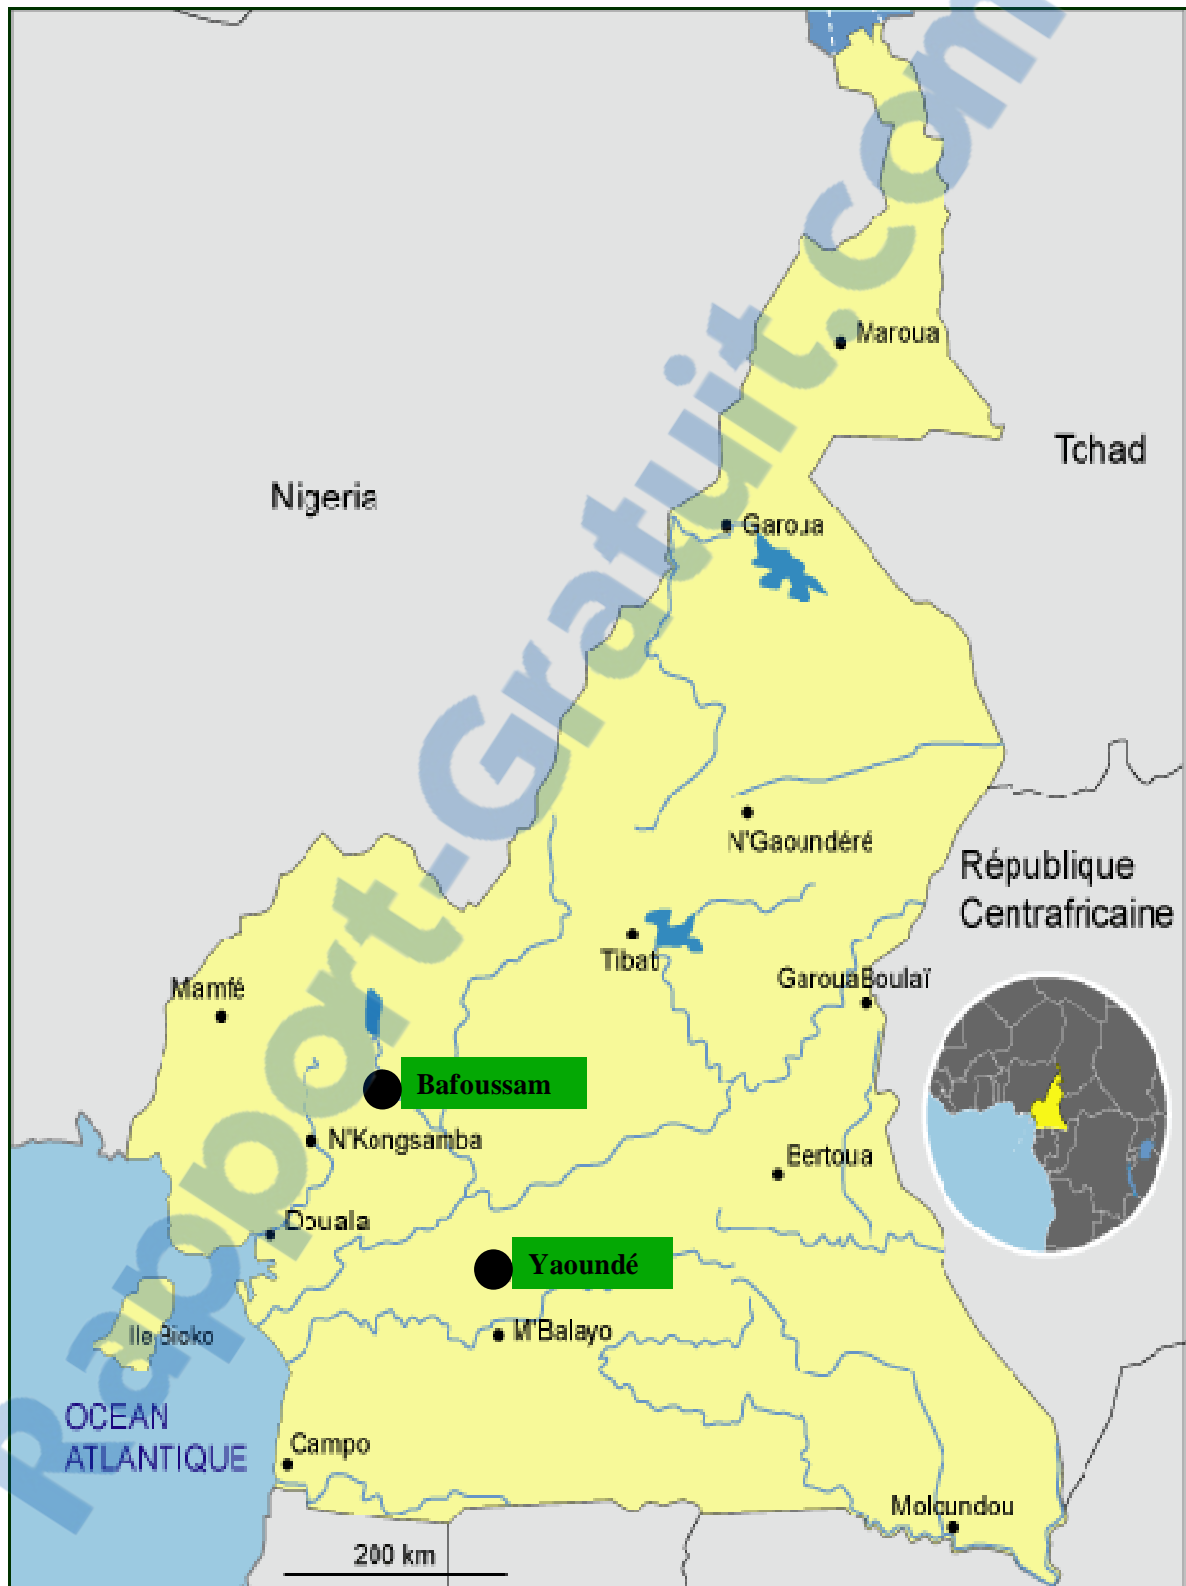 Maroua
Tchad
Nigeria
Garoua
N'Gaoundéré
République
Centrafricaine
Tibati
GarouaBoulaï
Mamfé
Bafoussam
N'Kongsamba
Bertoua
Douala
Yaoundé
Ile Bioko
M'Balayo
OCEAN
ATLANTIQUE
Campo
Moloundou
200 km
Rapport-Gratuit.com